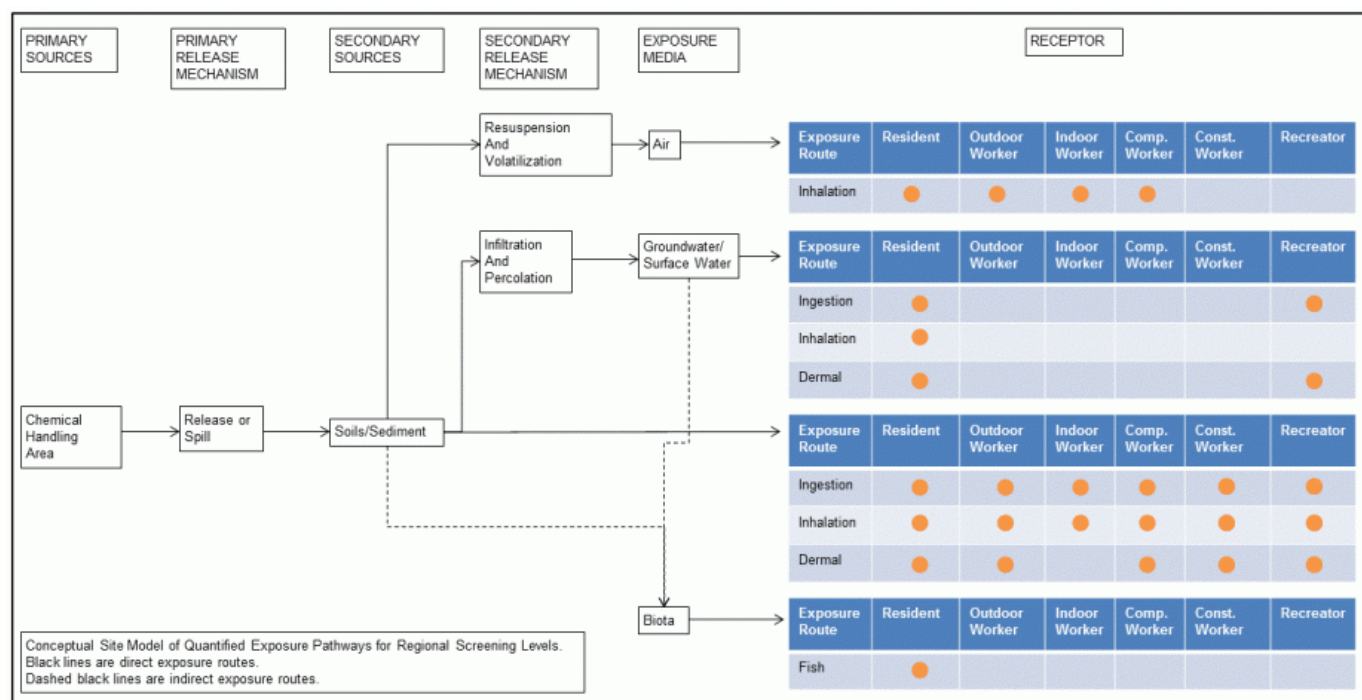 PRIMARY
SOURCES
PRIMARY
RELEASE
MECHANISM
SECONDARY
SOURCES
SECONDARY
RELEASE
MECHANISM
EXPOSURE
MEDIA
RECEPTOR
Resuspension
And
Volatilization
Air
Exposure
Route
Resident
Outdoor
Worker
Indoor
Worker
Comp.
Worker
Const.
Worker
Recreator
Inhalation
Infiltration
And
Percolation
Groundwater/
Surface Water
Exposure
Route
Resident
Outdoor
Worker
Indoor
Worker
Comp.
Worker
Const.
Worker
Recreator
Ingestion
Inhalation
Dermal
Chemical
Handling
Area
Release or
Spill
Soils/Sediment
Exposure
Route
Resident
Outdoor
Worker
Indoor
Worker
Comp.
Worker
Const.
Worker
Recreator
Ingestion
Inhalation
Dermal
Biota
Exposure
Route
Resident
Outdoor
Worker
Indoor
Worker
Comp.
Worker
Const.
Worker
Recreator
Fish
Conceptual Site Model of Quantified Exposure Pathways for Regional Screening Levels.
Black lines are direct exposure routes.
Dashed black lines are indirect exposure routes.